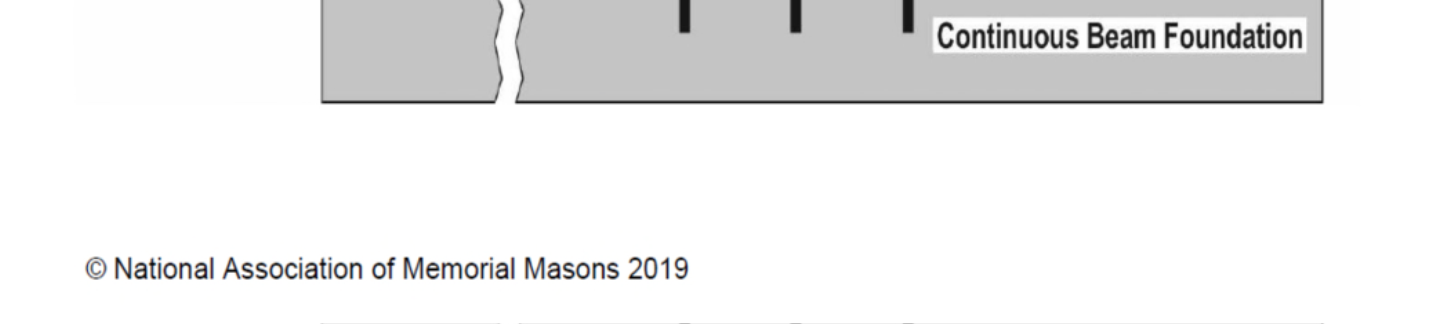 Continuous Beam Foundation
© National Association of Memorial Masons 2019